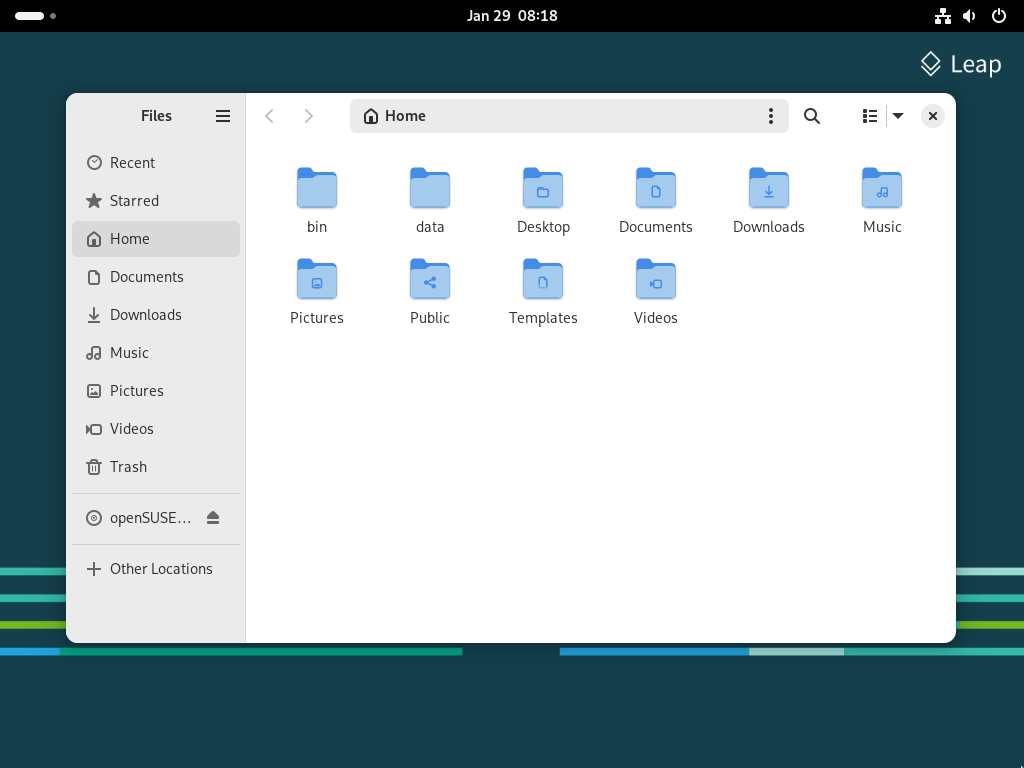 Jan 29 08:18
Leap
Files
Home
Recent
Starred
Home
Documents
Downloads
Music
Pictures
Videos
Trash
openSUSE…
Other Locations
bin
data
Desktop
Documents
Downloads
Music
Pictures
Public
Templates
Videos